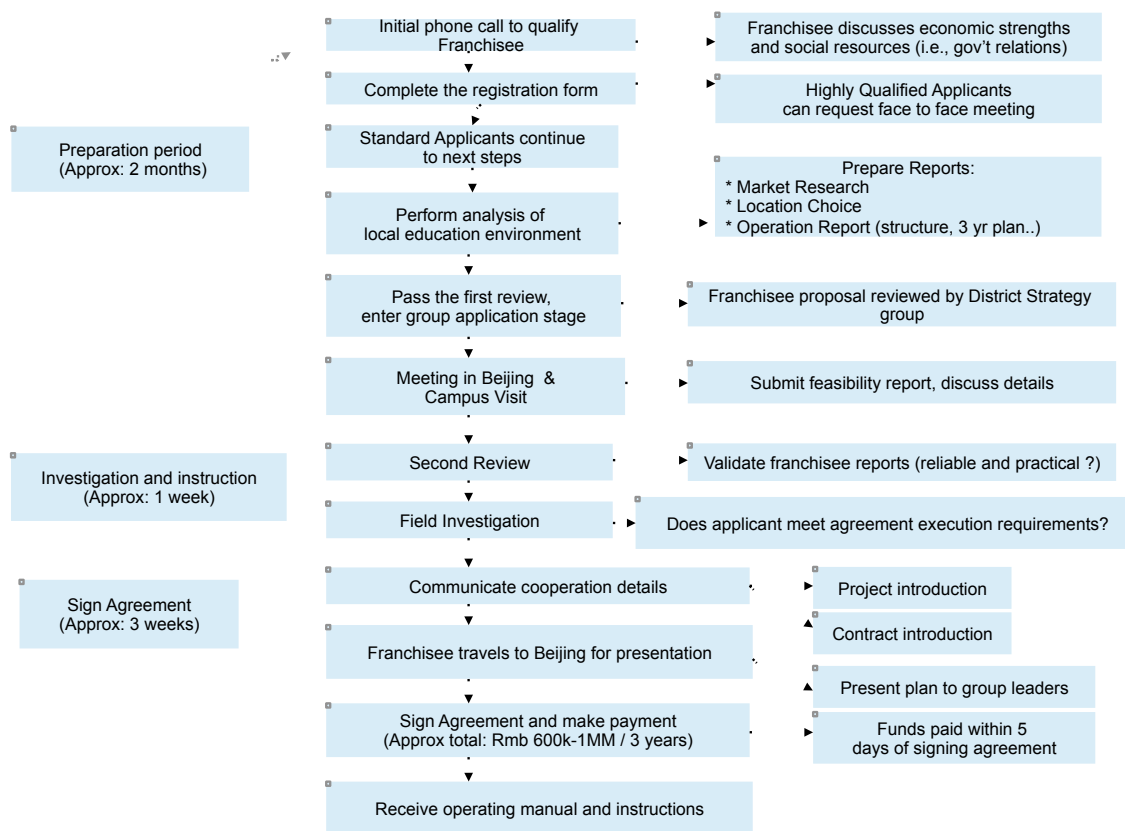 Initial phone call to qualify
Franchisee
Franchisee discusses economic strengths
and social resources (i.e., gov't relations)
Complete the registration form
Highly Qualified Applicants
can request face to face meeting
Preparation period
(Approx: 2 months)
Standard Applicants continue
to next steps
Prepare Reports:
* Market Research
* Location Choice
* Operation Report (structure, 3 yr plan..)
Perform analysis of
local education environment
Pass the first review,
enter group application stage
Franchisee proposal reviewed by District Strategy
group
Meeting in Beijing &
Campus Visit
Submit feasibility report, discuss details
Investigation and instruction
(Approx: 1 week)
Second Review
Validate franchisee reports (reliable and practical ?)
Field Investigation
Does applicant meet agreement execution requirements?
Sign Agreement
(Approx: 3 weeks)
Communicate cooperation details
Project introduction
Contract introduction
Franchisee travels to Beijing for presentation
Present plan to group leaders
Sign Agreement and make payment
(Approx total: Rmb 600k-1MM / 3 years)
Funds paid within 5
days of signing agreement
Receive operating manual and instructions